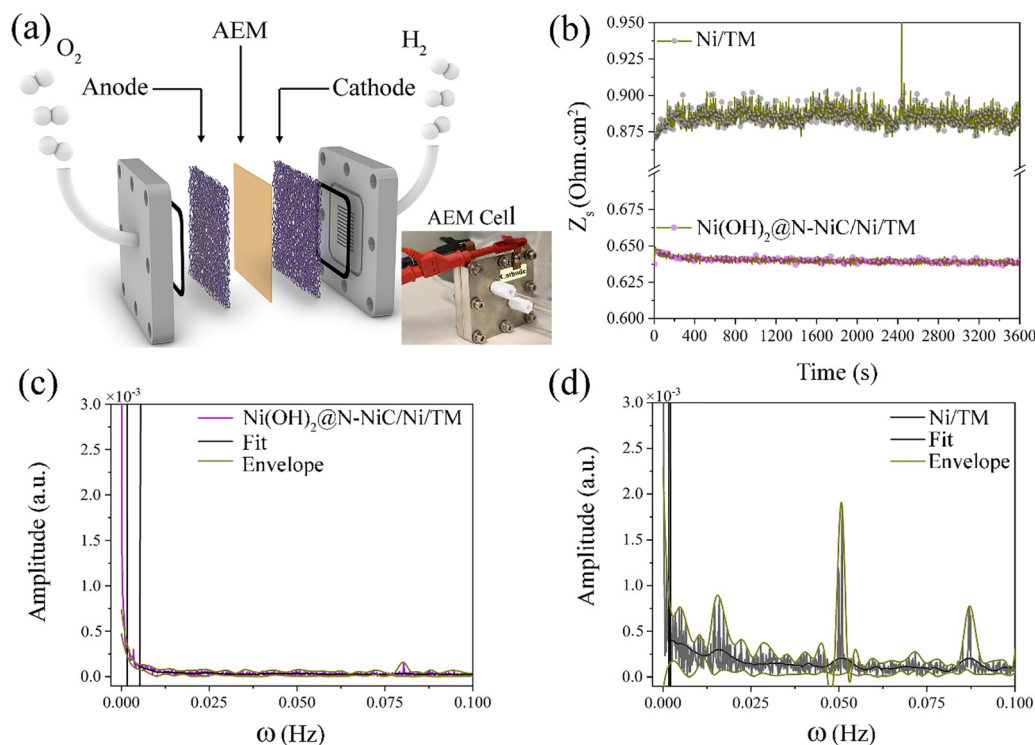 (a)
O₂
AEM
H₂
Anode
Cathode
AEM Cell
Cathode
(b)
0.950
0.925
0.900
0.875
0.675
0.650
0.625
0.600
Zₛ (Ohm.cm²)
Ni/TM
Ni(OH)₂@N-NiC/Ni/TM
0 400 800 1200 1600 2000 2400 2800 3200 3600
Time (s)
(c)
×10⁻³
3.0
2.5
2.0
1.5
1.0
0.5
0.0
Amplitude (a.u.)
Ni(OH)₂@N-NiC/Ni/TM
Fit
Envelope
0.000 0.025 0.050 0.075 0.100
ω (Hz)
(d)
×10⁻³
3.0
2.5
2.0
1.5
1.0
0.5
0.0
Amplitude (a.u.)
Ni/TM
Fit
Envelope
0.000 0.025 0.050 0.075 0.100
ω (Hz)